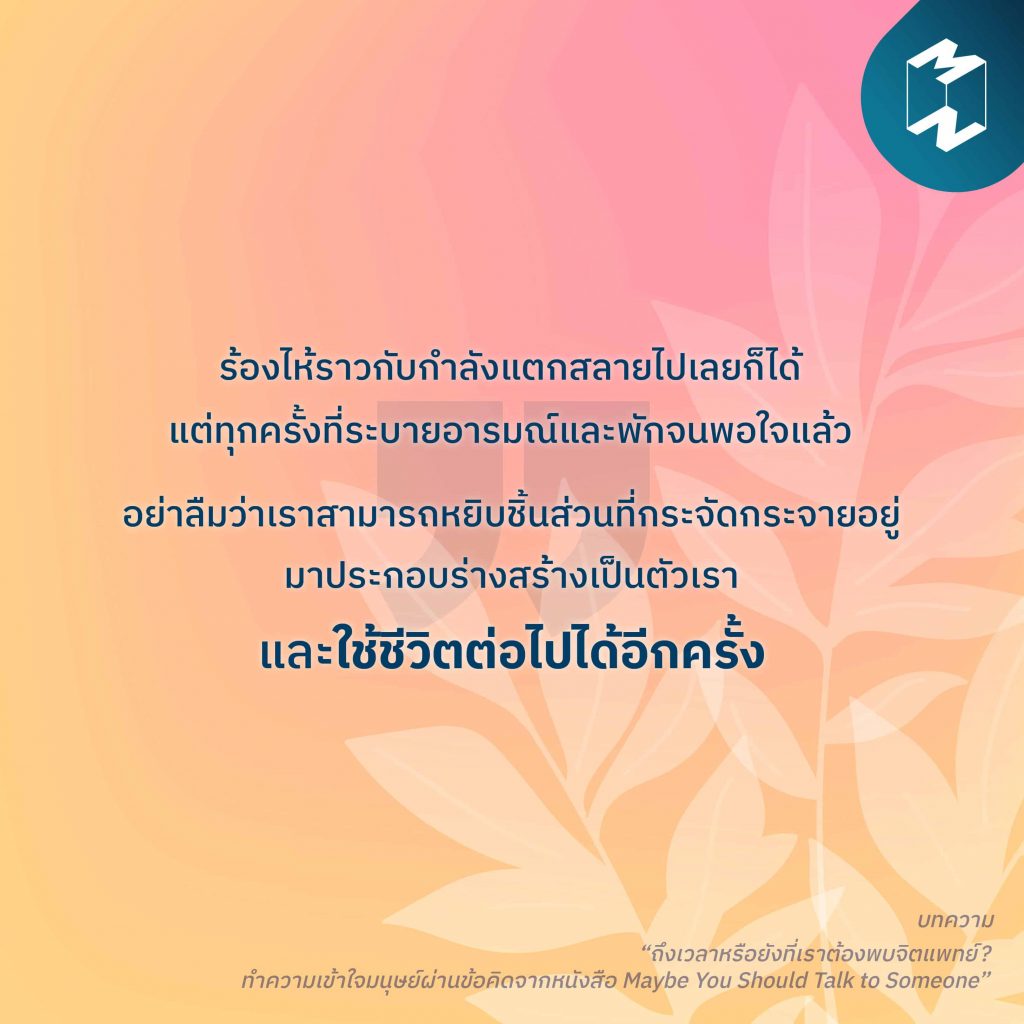 ร้องไห้ราวกับกำลังแตกสลายไปเลยก็ได้
แต่ทุกครั้งที่ระบายอารมณ์และพักจนพอใจแล้ว
อย่าลืมว่าเราสามารถหยิบชิ้นส่วนที่กระจัดกระจายอยู่
มาประกอบร่างสร้างเป็นตัวเรา
และใช้ชีวิตต่อไปได้อีกครั้ง
บทความ
“ถึงเวลาหรือยังที่เราต้องพบจิตแพทย์?
ทำความเข้าใจมนุษย์ผ่านข้อคิดจากหนังสือ Maybe You Should Talk to Someone”